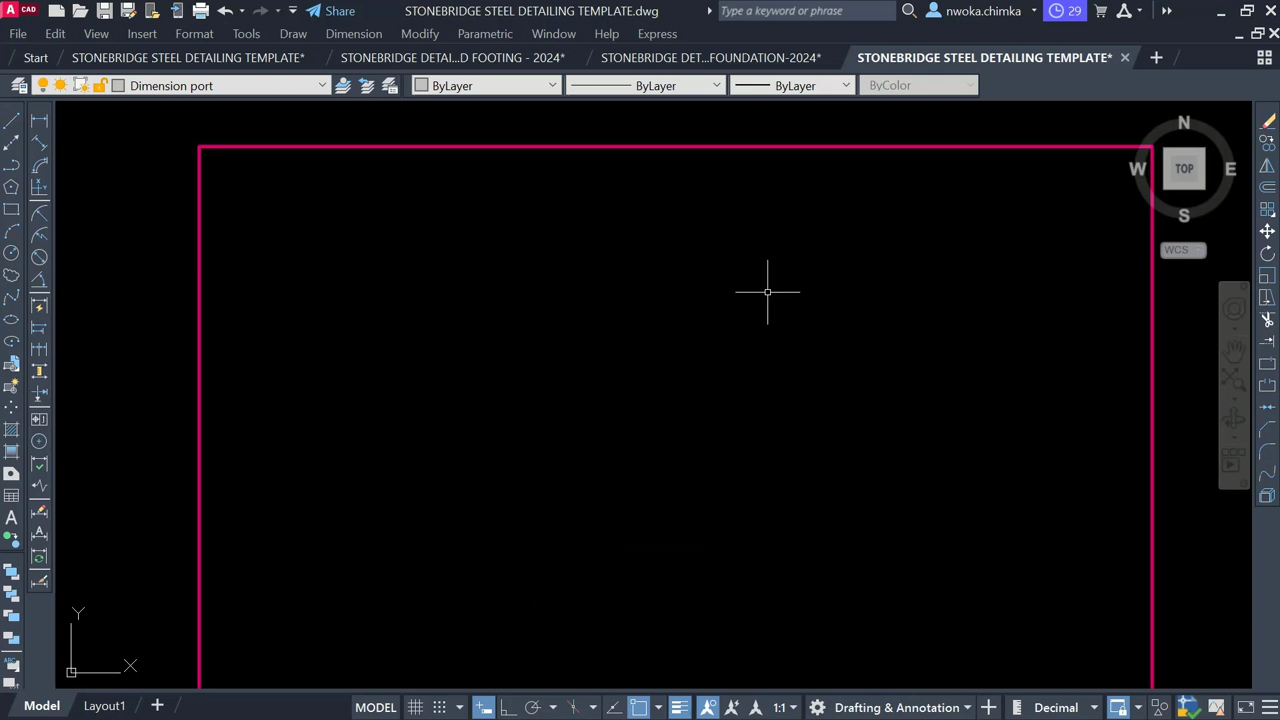 CAD STONEBRIDGE STEEL DETAILING TEMPLATE.dwg Share Type a keyword or phrase nwoka.chimka 29
File Edit View Insert Format Tools Draw Dimension Modify Parametric Window Help Express
Start STONEBRIDGE STEEL DETAILING TEMPLATE* STONEBRIDGE DETAI...D FOOTING - 2024* STONEBRIDGE DET...FOUNDATION-2024* STONEBRIDGE STEEL DETAILING TEMPLATE*
Dimension port ByLayer ByLayer ByLayer ByColor
N
W TOP E
S
WCS
Y
X
Model Layout1 MODEL 1:1 Drafting & Annotation Decimal